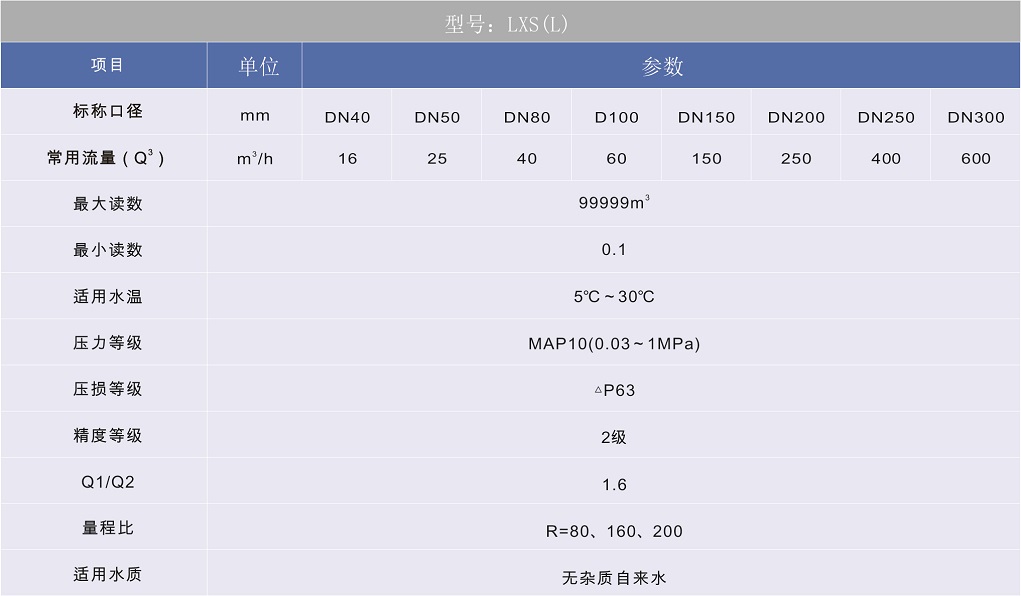 型号：LXS(L)
项目 单位 参数
标称口径 mm DN40 DN50 DN80 D100 DN150 DN200 DN250 DN300
常用流量（Q³） m³/h 16 25 40 60 150 250 400 600
最大读数 99999m³
最小读数 0.1
适用水温 5℃～30℃
压力等级 MAP10(0.03～1MPa)
压损等级 △P63
精度等级 2级
Q1/Q2 1.6
量程比 R=80、160、200
适用水质 无杂质自来水